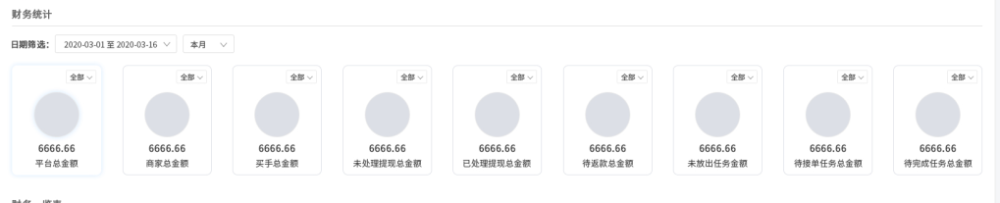 财务统计
日期筛选： 2020-03-01 至 2020-03-16 本月
全部 全部 全部 全部 全部 全部 全部 全部 全部
6666.66 6666.66 6666.66 6666.66 6666.66 6666.66 6666.66 6666.66 6666.66
平台总金额 商家总金额 买手总金额 未处理提现总金额 已处理提现总金额 待返款总金额 未放出任务金额 待接单任务总金额 待完成任务总金额